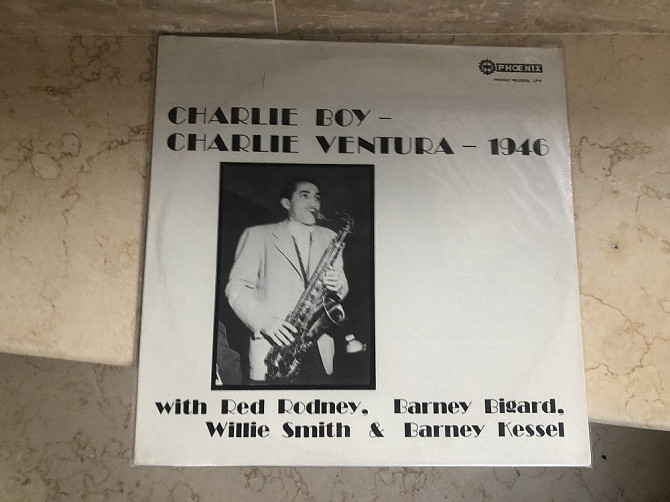 PHOENIX
CHARLIE BOY –
CHARLIE VENTURA – 1946
with Red Rodney, Barney Bigard,
Willie Smith & Barney Kessel